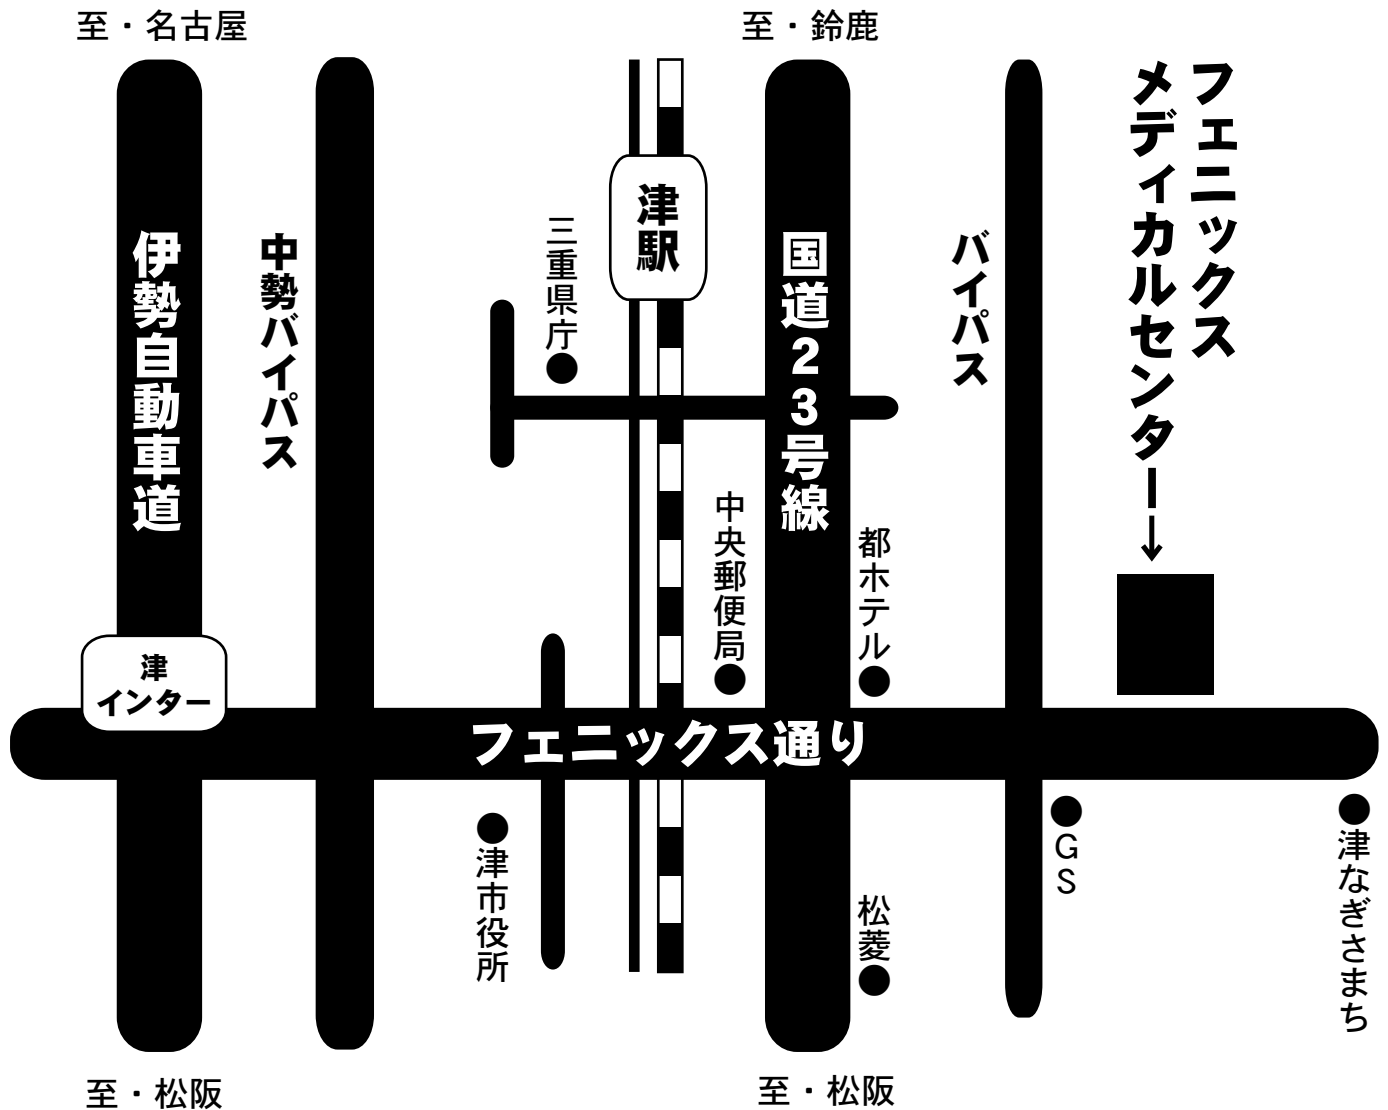 至・名古屋
至・鈴鹿
フェニックス
メディカルセンター→
バイパス
国道23号線
津駅
三重県庁
中勢バイパス
伊勢自動車道
都ホテル
中央郵便局
津
インター
フェニックス通り
津なぎさまち
GS
松菱
津市役所
至・松阪
至・松阪